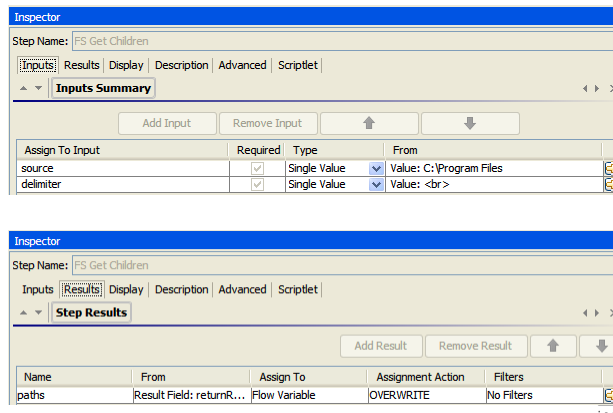 Inspector
Step Name: FS Get Children
Inputs Results Display Description Advanced Scriptlet
Inputs Summary
Add Input Remove Input
Assign To Input Required Type From
source Single Value Value: C:\Program Files
delimiter Single Value Value: <br>
Inspector
Step Name: FS Get Children
Inputs Results Display Description Advanced Scriptlet
Step Results
Add Result Remove Result
Name From Assign To Assignment Action Filters
paths Result Field: returnR... Flow Variable OVERWRITE No Filters